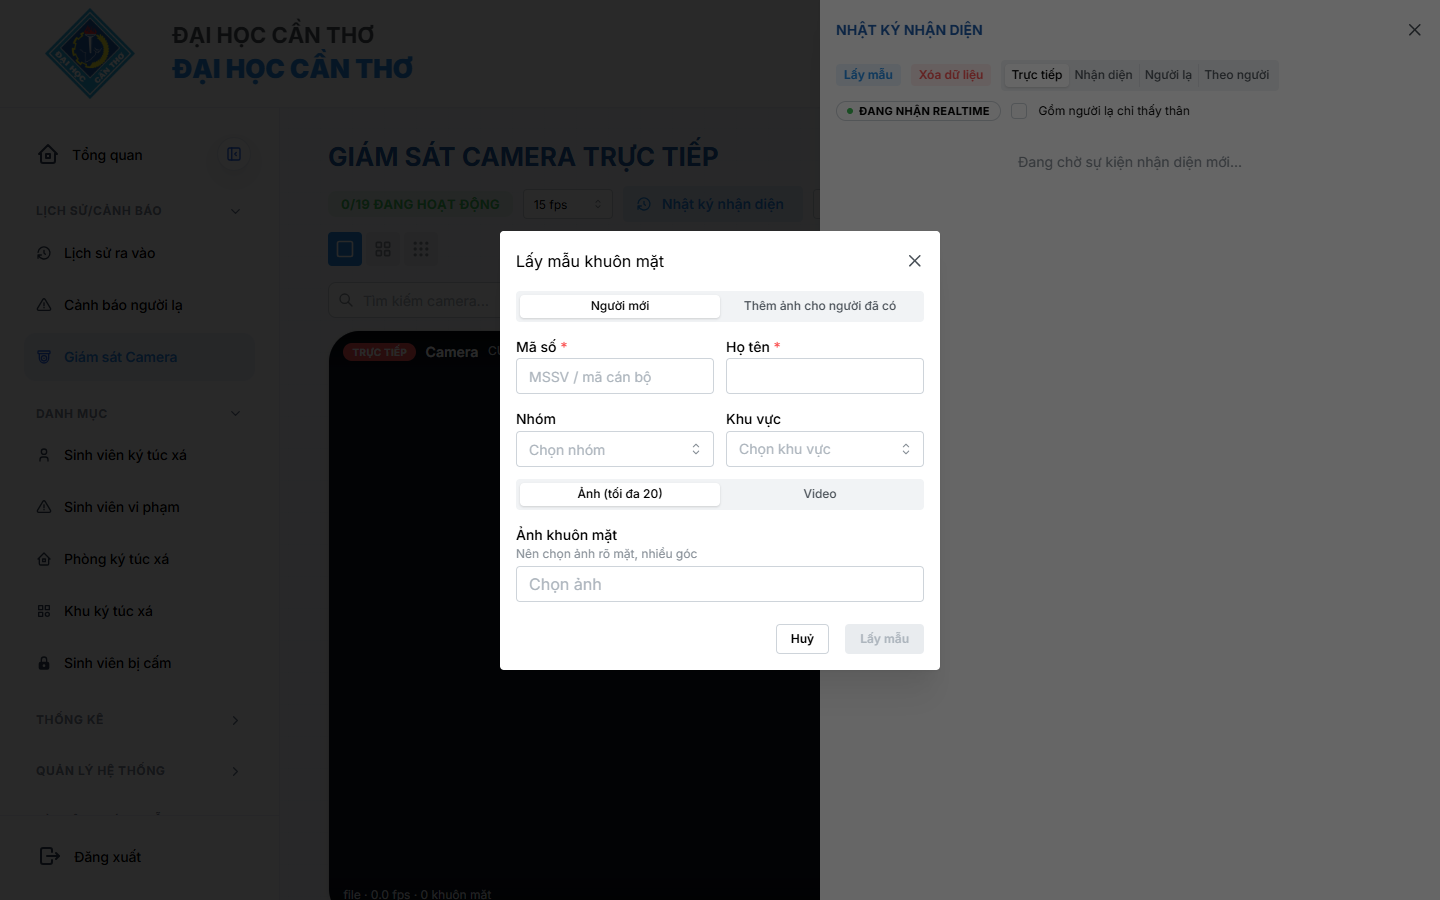 ĐẠI HỌC CẦN THƠ
ĐẠI HỌC CẦN THƠ
ĐẠI HỌC CẦN THƠ
Tổng quan
LỊCH SỬ/CẢNH BÁO
Lịch sử ra vào
Cảnh báo người lạ
Giám sát Camera
DANH MỤC
Sinh viên ký túc xá
Sinh viên vi phạm
Phòng ký túc xá
Khu ký túc xá
Sinh viên bị cấm
THỐNG KÊ
QUẢN LÝ HỆ THỐNG
Đăng xuất
GIÁM SÁT CAMERA TRỰC TIẾP
0/19 ĐANG HOẠT ĐỘNG
15 fps
Nhật ký nhận diện
Tìm kiếm camera...
TRỰC TIẾP Camera
file · 0.0 fps · 0 khuôn mặt
NHẬT KÝ NHẬN DIỆN
Lấy mẫu
Xóa dữ liệu
Trực tiếp
Nhận diện
Người lạ
Theo người
ĐANG NHẬN REALTIME
Gồm người lạ chỉ thấy thân
Đang chờ sự kiện nhận diện mới...
Lấy mẫu khuôn mặt
Người mới
Thêm ảnh cho người đã có
Mã số *
Họ tên *
MSSV / mã cán bộ
Nhóm
Khu vực
Chọn nhóm
Chọn khu vực
Ảnh (tối đa 20)
Video
Ảnh khuôn mặt
Nên chọn ảnh rõ mặt, nhiều góc
Chọn ảnh
Huỷ
Lấy mẫu